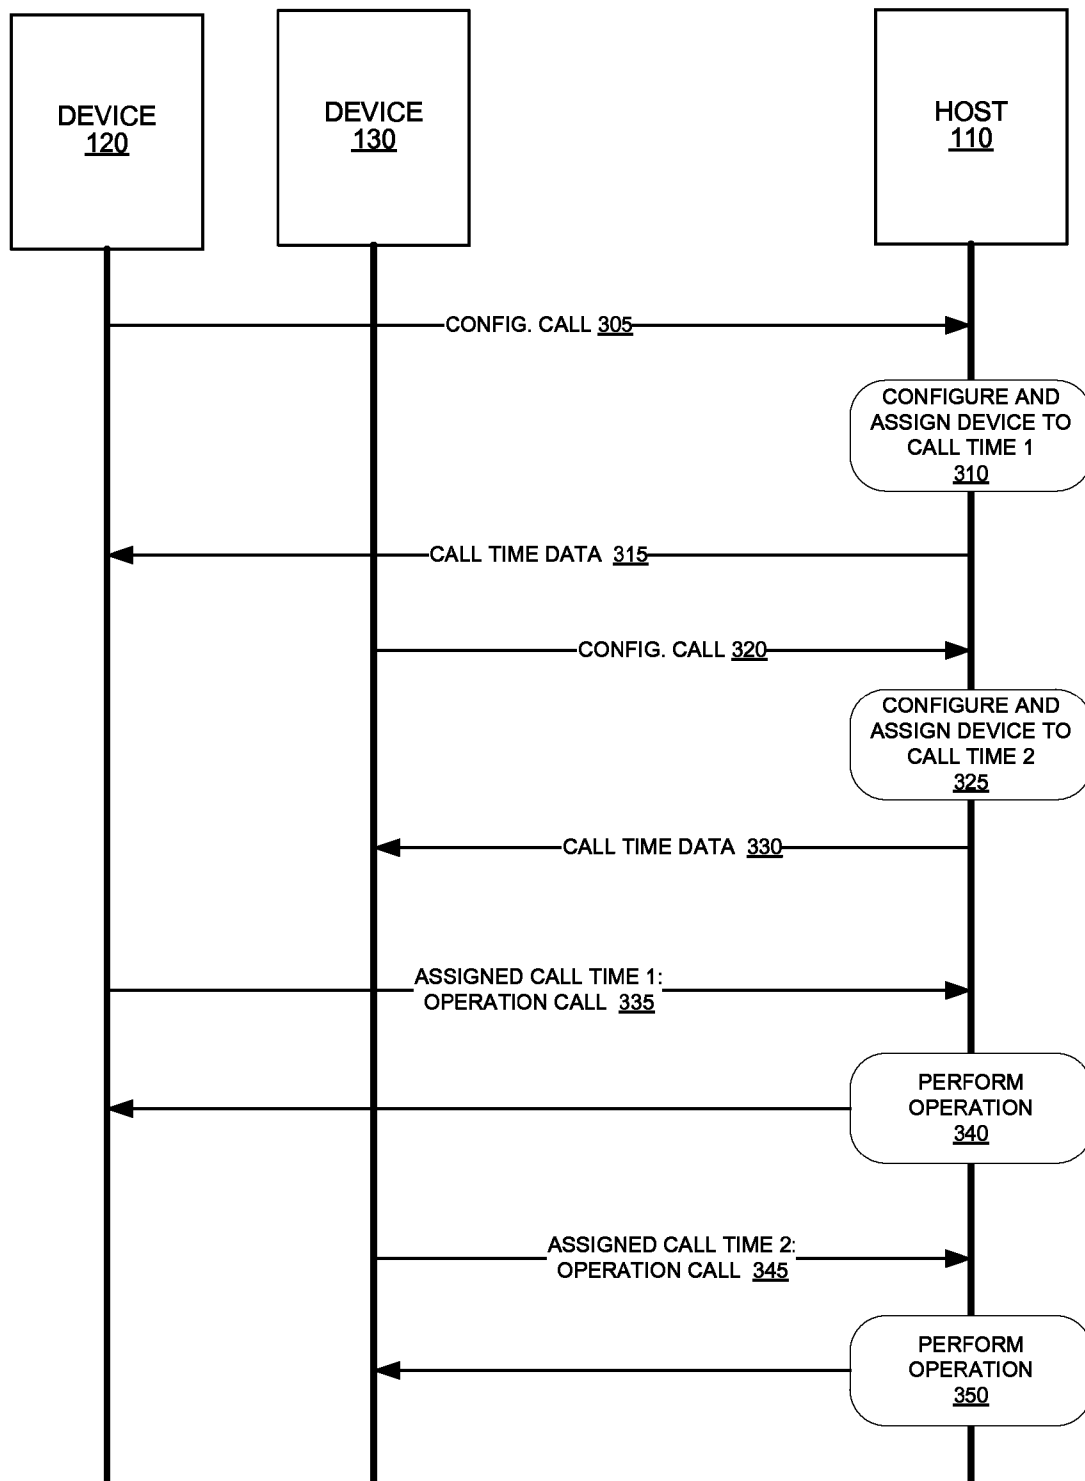 DEVICE
120
DEVICE
130
HOST
110
CONFIG. CALL 305
CONFIGURE AND
ASSIGN DEVICE TO
CALL TIME 1
310
CALL TIME DATA 315
CONFIG. CALL 320
CONFIGURE AND
ASSIGN DEVICE TO
CALL TIME 2
325
CALL TIME DATA 330
ASSIGNED CALL TIME 1:
OPERATION CALL 335
PERFORM
OPERATION
340
ASSIGNED CALL TIME 2:
OPERATION CALL 345
PERFORM
OPERATION
350